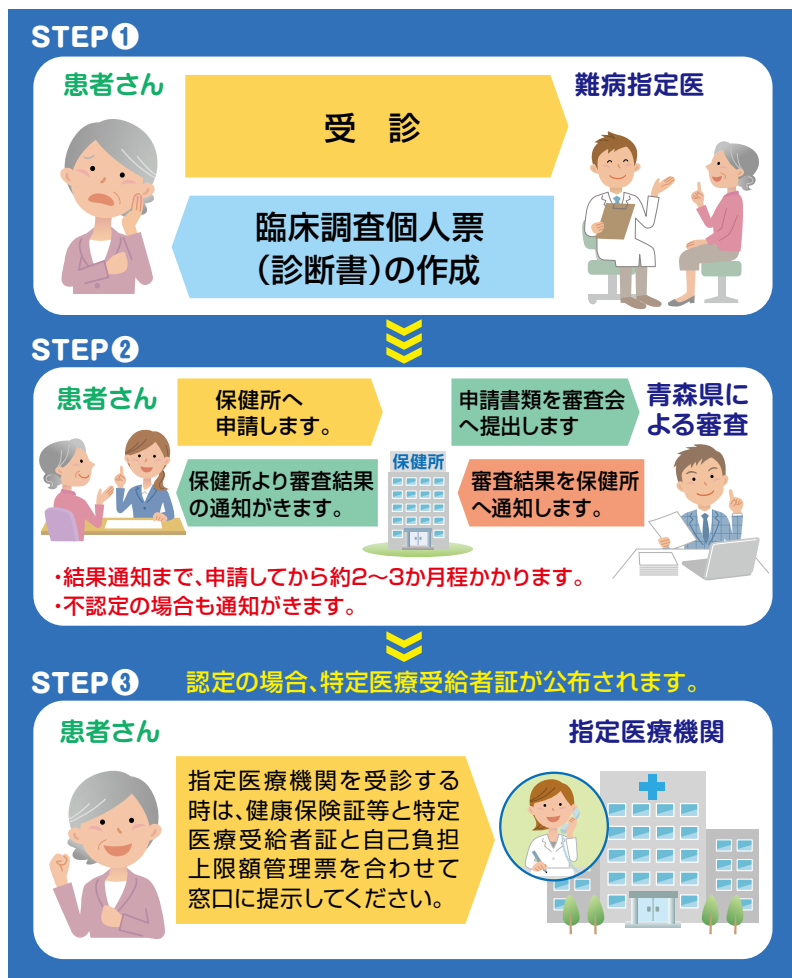 STEP❶
患者さん
受 診
難病指定医
臨床調査個人票
（診断書）の作成
STEP❷
患者さん
保健所へ
申請します。
申請書類を審査会
へ提出します
青森県に
よる審査
保健所
保健所より審査結果
の通知がきます。
審査結果を保健所
へ通知します。
・結果通知まで、申請してから約2〜3か月程かかります。
・不認定の場合も通知がきます。
STEP❸
認定の場合、特定医療受給者証が公布されます。
患者さん
指定医療機関
指定医療機関を受診する
時は、健康保険証等と特定
医療受給者証と自己負担
上限額管理票を合わせて
窓口に提示してください。